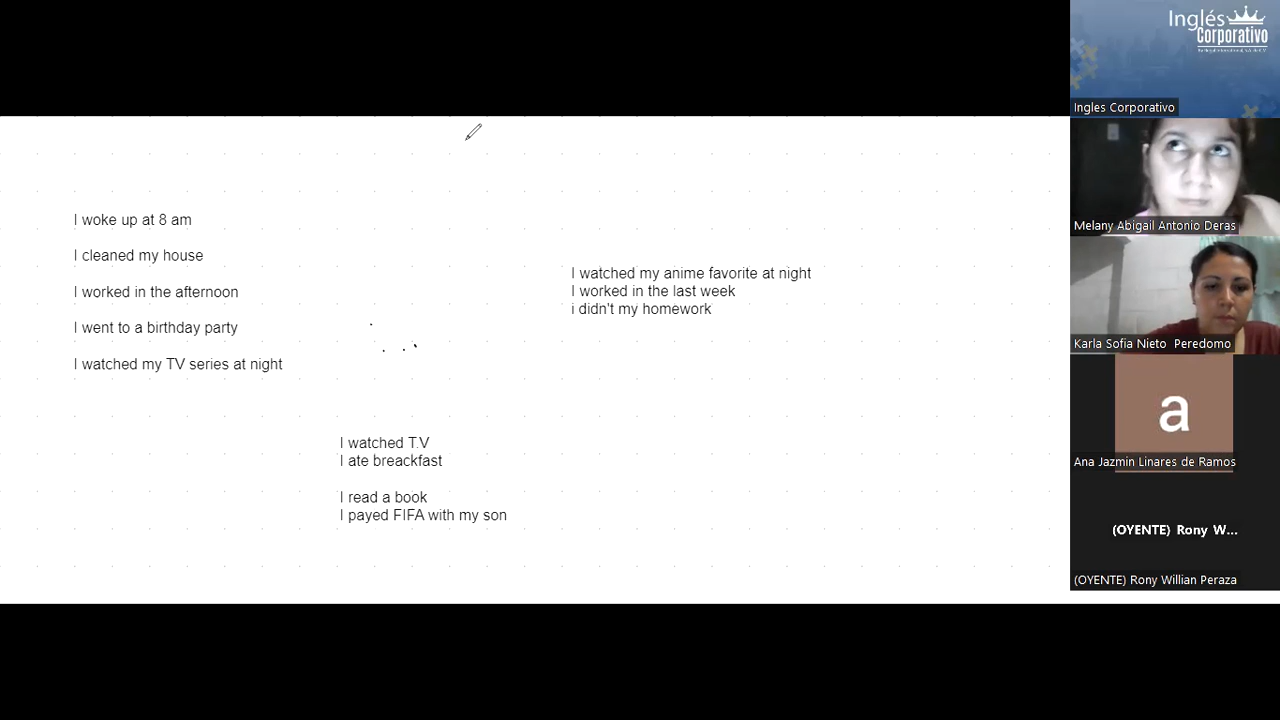 I woke up at 8 am
I cleaned my house
I worked in the afternoon
I went to a birthday party
I watched my TV series at night
I watched my anime favorite at night
I worked in the last week
i didn't my homework
I watched T.V
I ate breackfast
I read a book
I payed FIFA with my son
Inglés
Corporativo
Ingles Corporativo
Melany Abigail Antonio Deras
Karla Sofia Nieto Peredomo
a
Ana Jazmin Linares de Ramos
(OYENTE) Rony W...
(OYENTE) Rony Willian Peraza